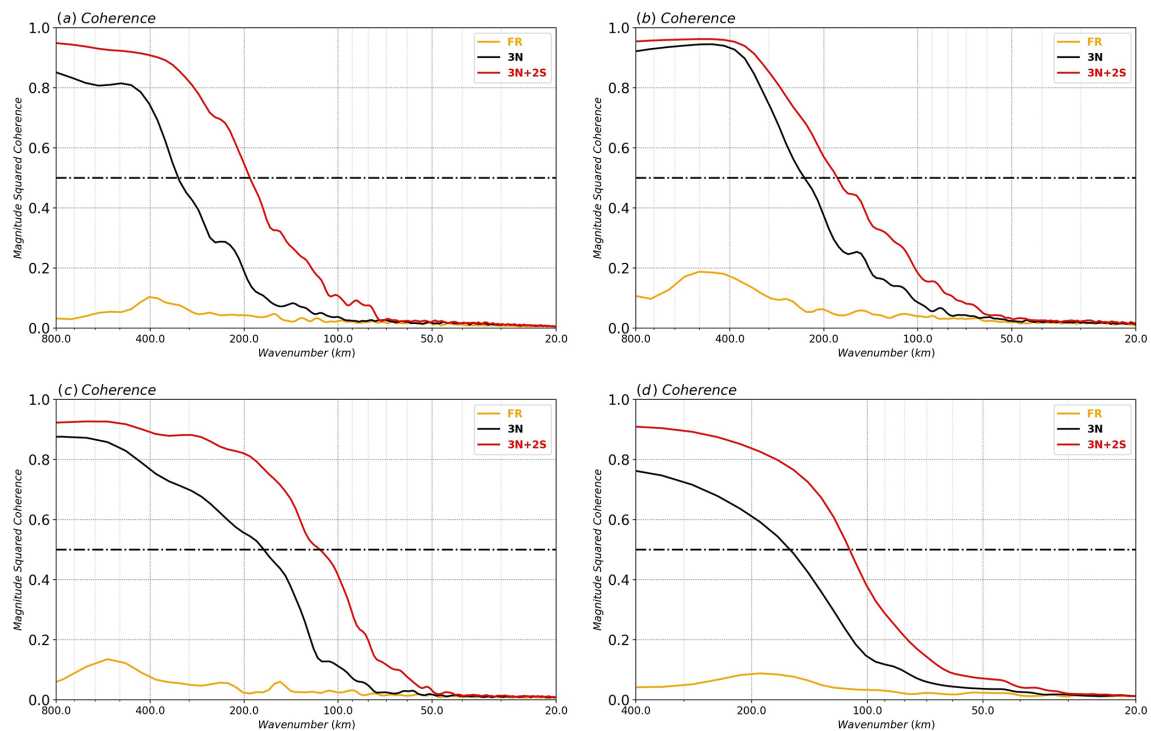 (a) Coherence
1.0
0.8
0.6
0.4
0.2
0.0
Magnitude Squared Coherence
FR
3N
3N+2S
800.0 400.0 200.0 100.0 50.0 20.0
Wavenumber (km)
(b) Coherence
1.0
0.8
0.6
0.4
0.2
0.0
Magnitude Squared Coherence
FR
3N
3N+2S
800.0 400.0 200.0 100.0 50.0 20.0
Wavenumber (km)
(c) Coherence
1.0
0.8
0.6
0.4
0.2
0.0
Magnitude Squared Coherence
FR
3N
3N+2S
800.0 400.0 200.0 100.0 50.0 20.0
Wavenumber (km)
(d) Coherence
1.0
0.8
0.6
0.4
0.2
0.0
Magnitude Squared Coherence
FR
3N
3N+2S
400.0 200.0 100.0 50.0 20.0
Wavenumber (km)